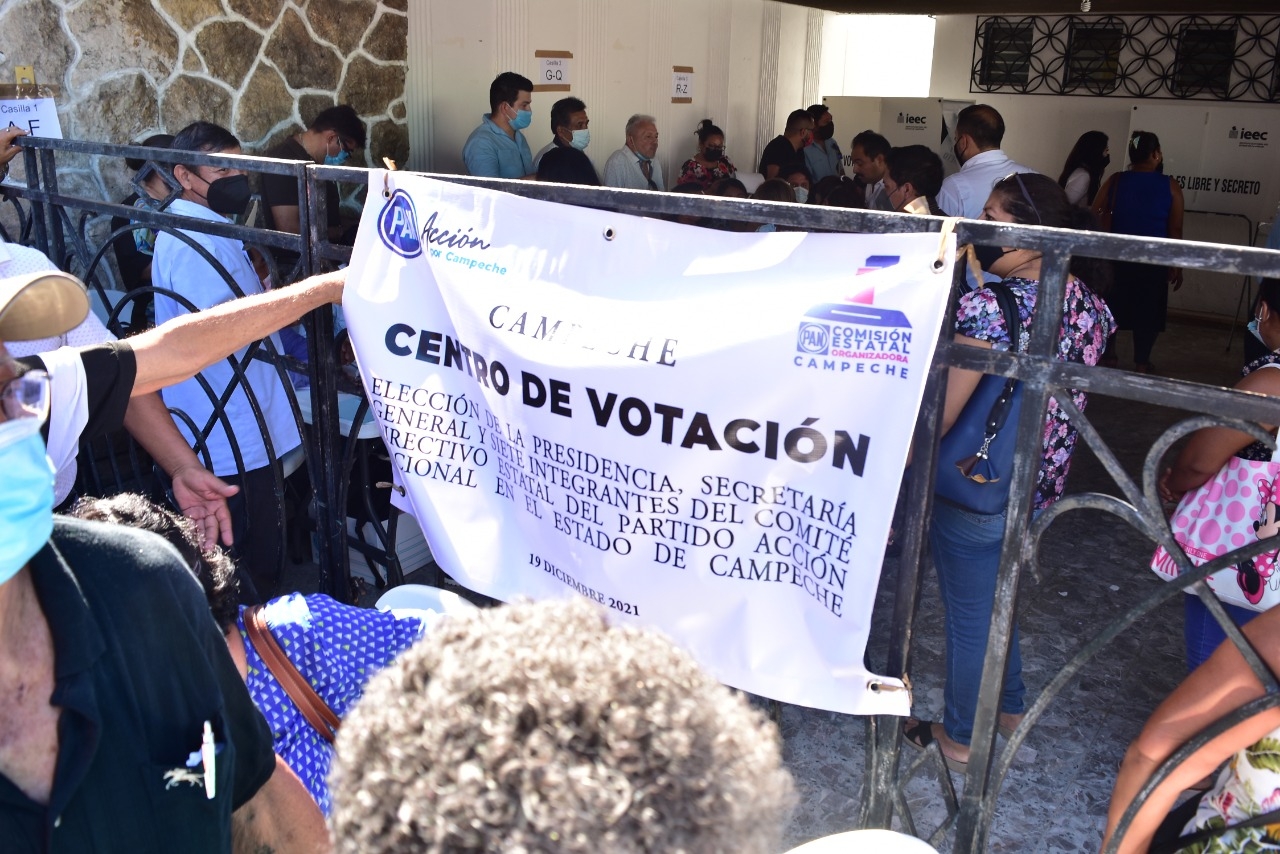 Casilla 1
A-F
Casilla 2
G-Q
R-Z
ieec
ieec
ES LIBRE Y SECRETO
PAN
Acción
por Campeche
PAN
COMISIÓN
ESTATAL
ORGANIZADORA
CAMPECHE
CAMPECHE
CENTRO DE VOTACIÓN
ELECCIÓN DE LA PRESIDENCIA, SECRETARÍA
GENERAL Y SIETE INTEGRANTES DEL COMITÉ
DIRECTIVO ESTATAL DEL PARTIDO ACCIÓN
NACIONAL EN EL ESTADO DE CAMPECHE
19 DICIEMBRE 2021